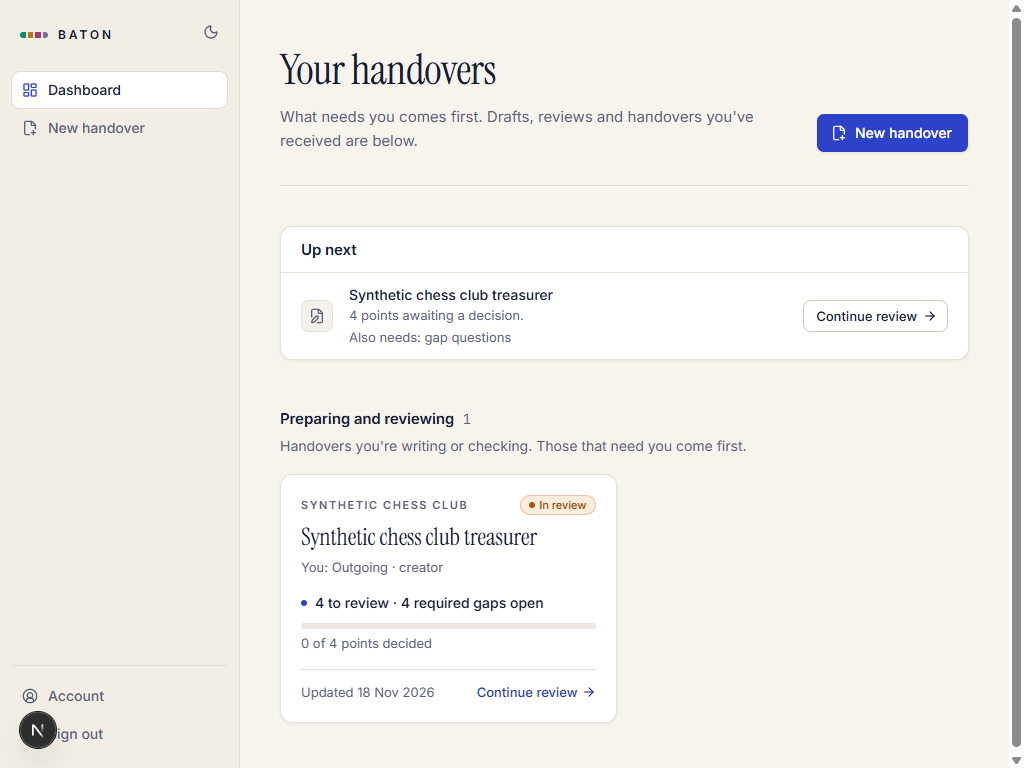 BATON
Dashboard
New handover
Your handovers
What needs you comes first. Drafts, reviews and handovers you've
received are below.
New handover
Up next
Synthetic chess club treasurer
4 points awaiting a decision.
Also needs: gap questions
Continue review
Preparing and reviewing 1
Handovers you're writing or checking. Those that need you come first.
SYNTHETIC CHESS CLUB
In review
Synthetic chess club treasurer
You: Outgoing · creator
4 to review · 4 required gaps open
0 of 4 points decided
Updated 18 Nov 2026
Continue review
Account
N
ign out